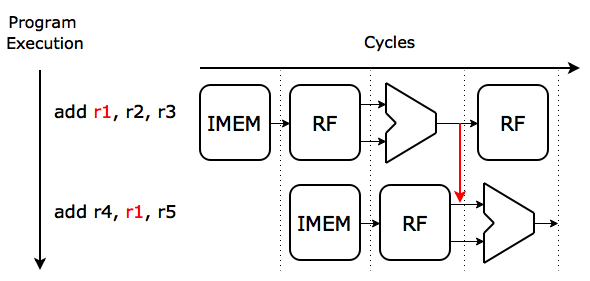 Program
Execution
Cycles
add r1, r2, r3
IMEM
RF
RF
add r4, r1, r5
IMEM
RF